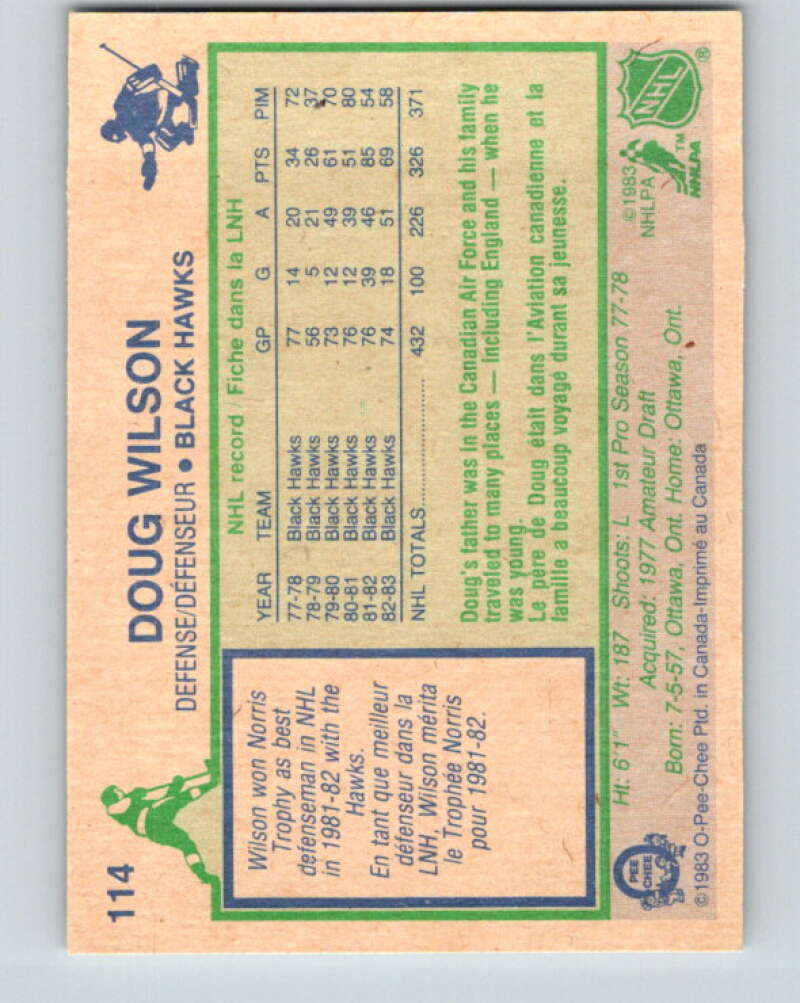 114
DOUG WILSON
DEFENSE/DÉFENSEUR • BLACK HAWKS
Wilson won Norris
Trophy as best
defenseman in NHL
in 1981-82 with the
Hawks.
En tant que meilleur
défenseur dans la
LNH, Wilson mérita
le Trophée Norris
pour 1981-82.
NHL record Fiche dans la LNH
YEAR TEAM GP G A PTS PIM
77-78 Black Hawks 77 14 20 34 72
78-79 Black Hawks 56 5 21 26 37
79-80 Black Hawks 73 12 49 61 70
80-81 Black Hawks 76 12 39 51 80
81-82 Black Hawks 76 39 46 85 54
82-83 Black Hawks 74 18 51 69 58
NHL TOTALS 432 100 226 326 371
Doug's father was in the Canadian Air Force and his family
traveled to many places — including England — when he
was young.
Le père de Doug était dans l'Aviation canadienne et la
famille a beaucoup voyagé durant sa jeunesse.
Ht: 6'1" Wt: 187 Shoots: L 1st Pro Season 77-78
Acquired: 1977 Amateur Draft
Born: 7-5-57, Ottawa, Ont. Home: Ottawa, Ont.
©1983 O-Pee-Chee Ptd. in Canada-Imprimé au Canada
O
PEE
CHEE
©1983
NHLPA
NHLPA
TM
NHL
®